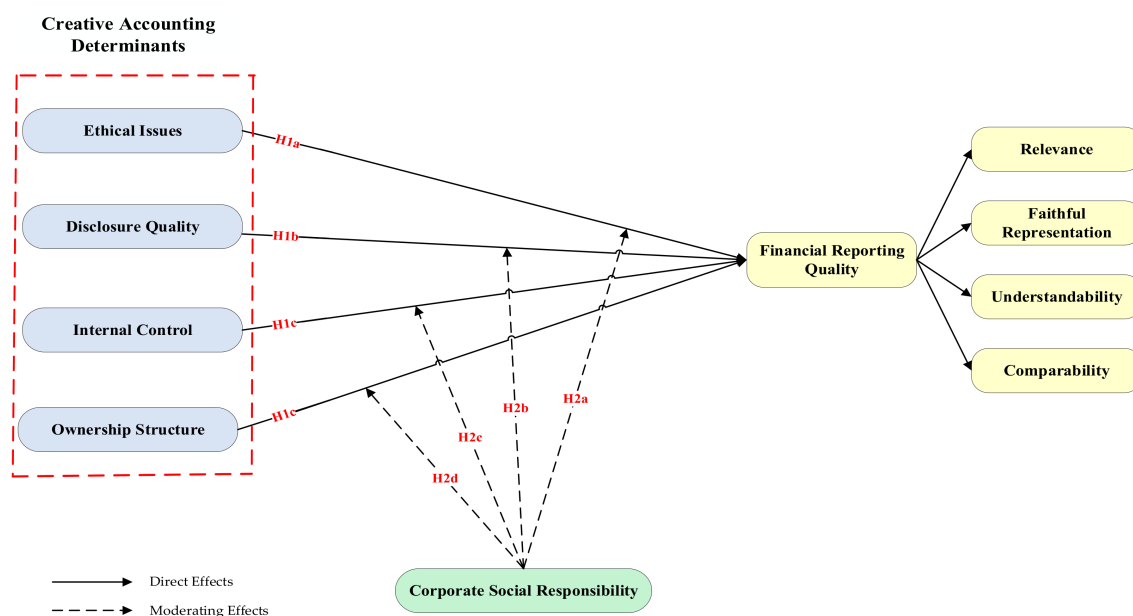 Creative Accounting
Determinants
Ethical Issues
H1a
Relevance
Disclosure Quality
H1b
Faithful
Representation
Financial Reporting
Quality
Internal Control
H1c
Understandability
Comparability
Ownership Structure
H1c
H2b
H2a
H2c
H2d
Corporate Social Responsibility
Direct Effects
Moderating Effects